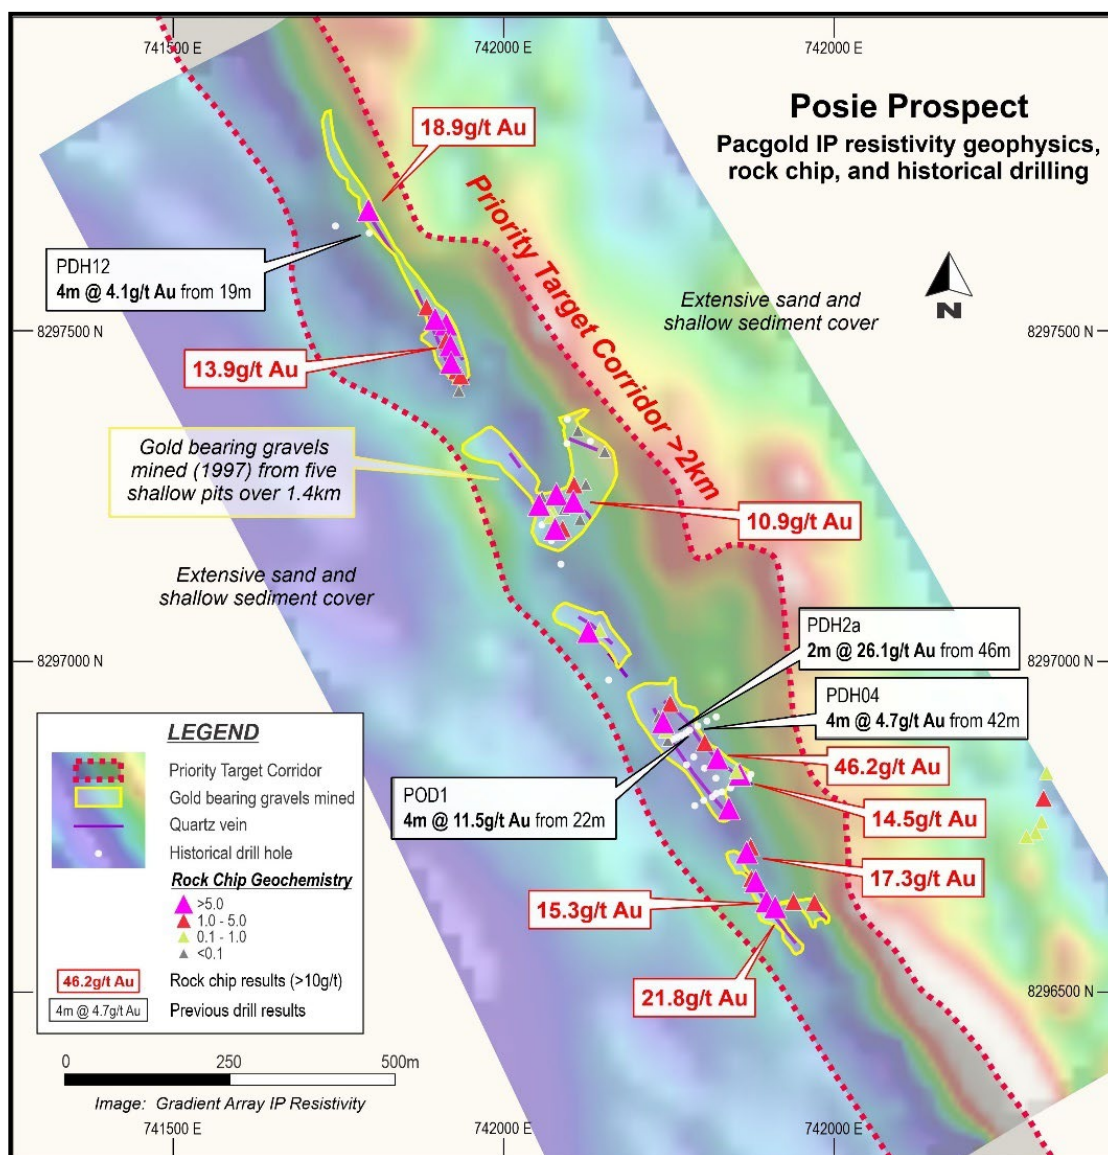 741500 E
742000 E
742000 E
Posie Prospect
Pacgold IP resistivity geophysics,
rock chip, and historical drilling
18.9g/t Au
Priority Target Corridor >2km
PDH12
4m @ 4.1g/t Au from 19m
N
Extensive sand and
shallow sediment cover
8297500 N
8297500 N
13.9g/t Au
Gold bearing gravels
mined (1997) from five
shallow pits over 1.4km
10.9g/t Au
Extensive sand and
shallow sediment cover
PDH2a
2m @ 26.1g/t Au from 46m
8297000 N
8297000 N
PDH04
4m @ 4.7g/t Au from 42m
46.2g/t Au
POD1
4m @ 11.5g/t Au from 22m
14.5g/t Au
17.3g/t Au
15.3g/t Au
21.8g/t Au
8296500 N
LEGEND
Priority Target Corridor
Gold bearing gravels mined
Quartz vein
Historical drill hole
Rock Chip Geochemistry
>5.0
1.0 - 5.0
0.1 - 1.0
<0.1
46.2g/t Au Rock chip results (>10g/t)
4m @ 4.7g/t Au Previous drill results
0 250 500m
Image: Gradient Array IP Resistivity
741500 E
742000 E
742000 E